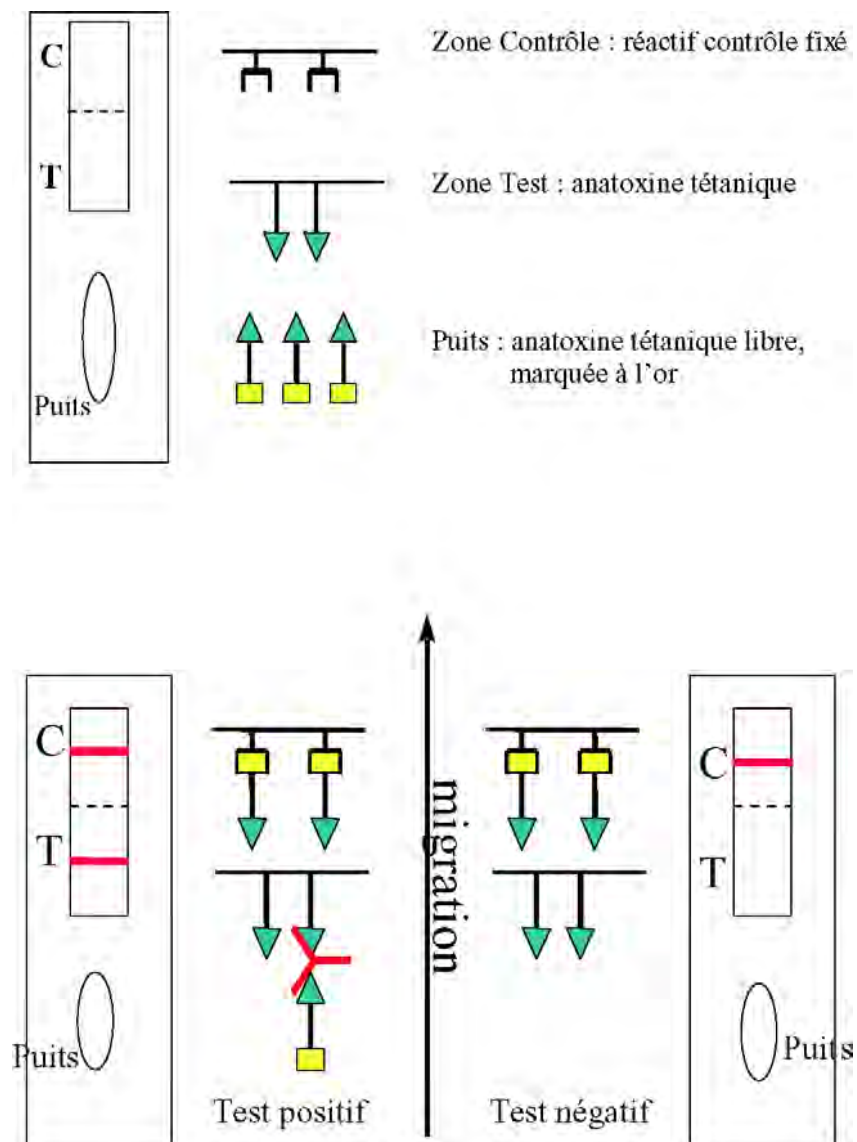 C
Zone Contrôle : réactif contrôle fixé
T
Zone Test : anatoxine tétanique
Puits : anatoxine tétanique libre,
marquée à l'or
Puits
C
T
Puits
Test positif
migration
Test négatif
C
T
Puits